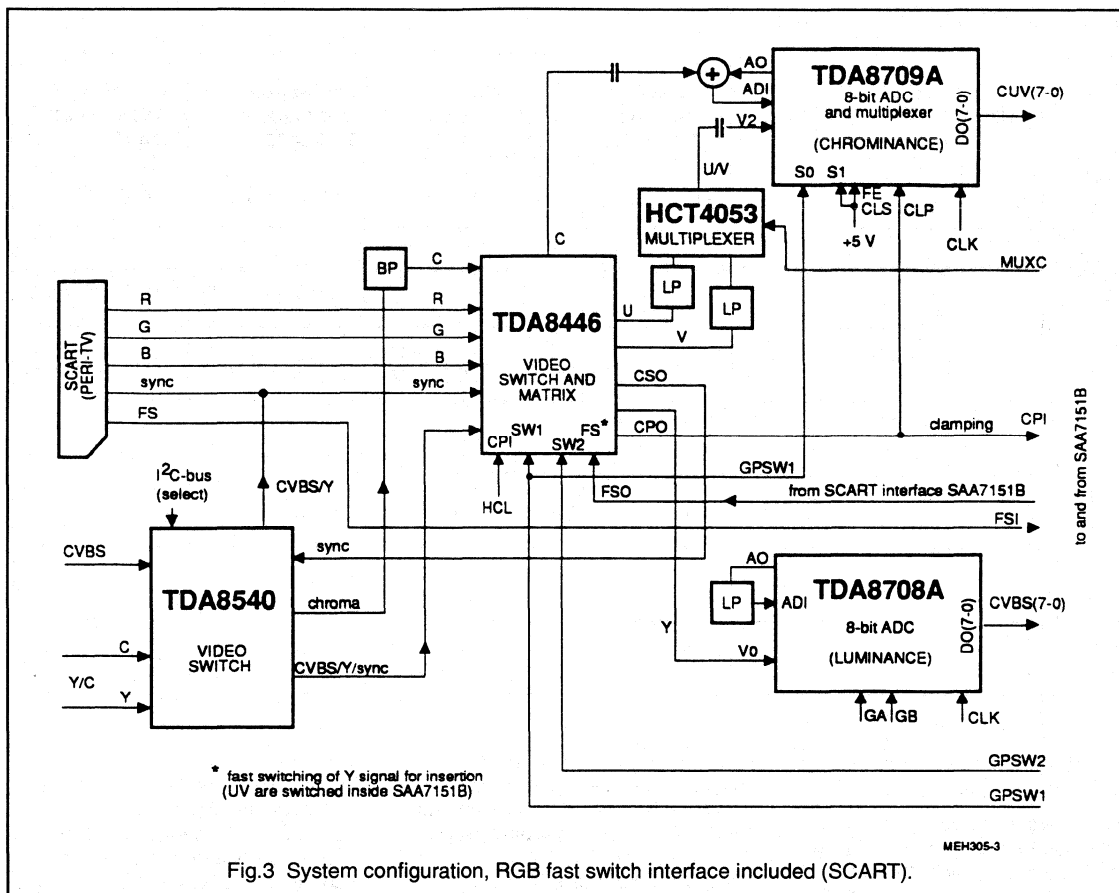 AO
ADI
V2
TDA8709A
8-bit ADC
and multiplexer
(CHROMINANCE)
DO(7-0)
CUV(7-0)
S0
S1
FE
CLS
CLP
+5 V
CLK
U/V
HCT4053
MULTIPLEXER
MUXC
C
BP
C
LP
LP
SCART
(PERI-TV)
R
G
B
sync
FS
R
G
B
sync
TDA8446
VIDEO
SWITCH AND
MATRIX
U
V
CSO
CPO
CPI
SW1
SW2
FS*
HCL
FSO
GPSW1
clamping
CPI
from SCART interface SAA7151B
FSI
to and from SAA7151B
I2C-bus
(select)
CVBS/Y
CVBS
TDA8540
VIDEO
SWITCH
sync
chroma
CVBS/Y/sync
C
Y/C
Y
Y
V0
LP
AO
ADI
TDA8708A
8-bit ADC
(LUMINANCE)
DO(7-0)
CVBS(7-0)
GA
GB
CLK
GPSW2
GPSW1
* fast switching of Y signal for insertion
(UV are switched inside SAA7151B)
MEH305-3
Fig.3 System configuration, RGB fast switch interface included (SCART).